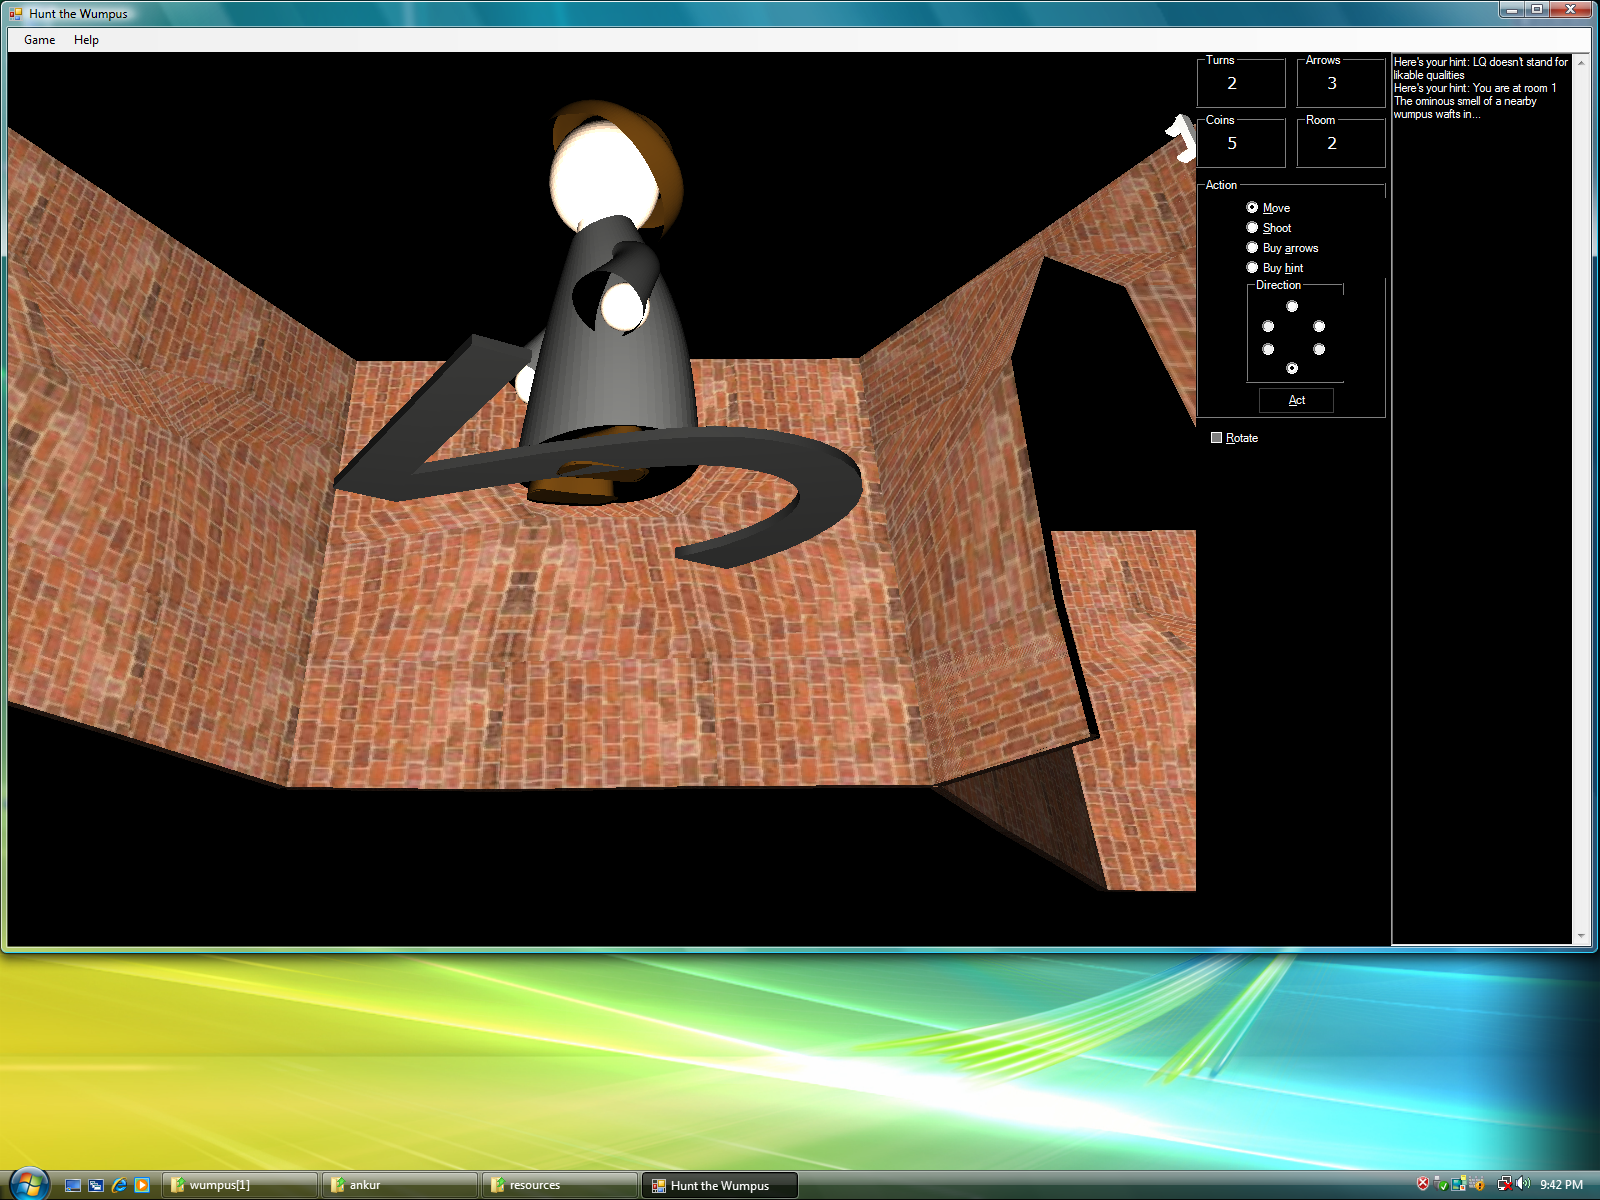 Hunt the Wumpus
Game Help
Turns
2
Arrows
3
Coins
5
Room
2
Action
Move
Shoot
Buy arrows
Buy hint
Direction
Act
Rotate
Here's your hint: LQ doesn't stand for
likable qualities
Here's your hint: You are at room 1
The ominous smell of a nearby
wumpus wafts in...
1
2
wumpus[1]
ankur
resources
Hunt the Wumpus
9:42 PM